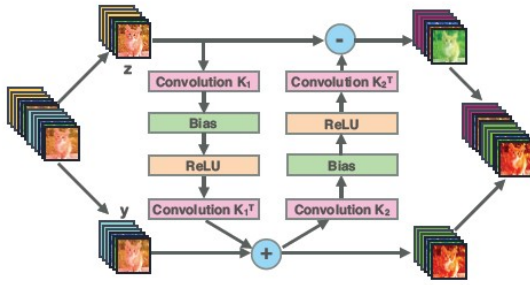 z
-
Convolution K₁
Convolution K₂ᵀ
Bias
ReLU
ReLU
Bias
Convolution K₁ᵀ
Convolution K₂
y
+